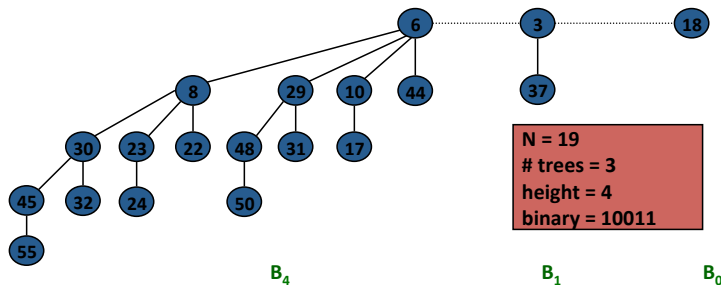 6 3 18
8 29 10 44 37
30 23 22 48 31 17
45 32 24 50
55
N = 19
# trees = 3
height = 4
binary = 10011
B4 B1 B0